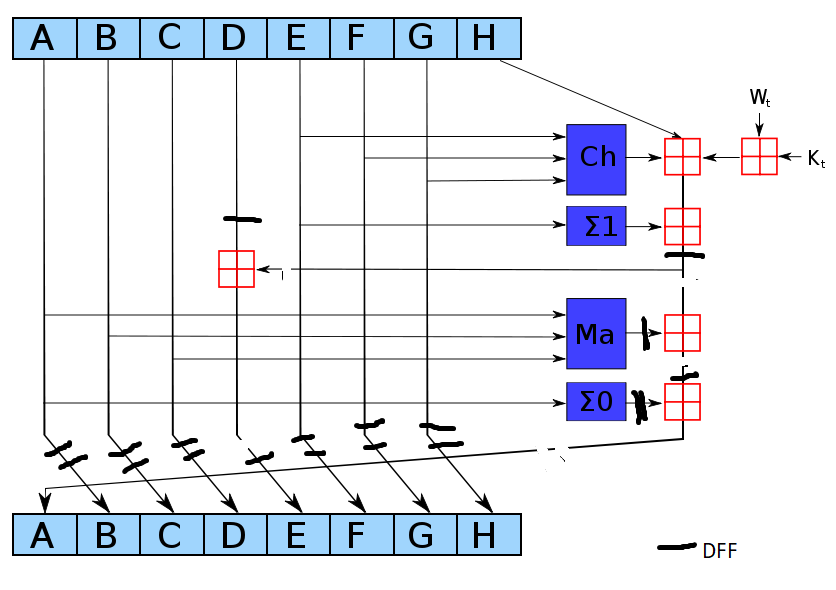 A B C D E F G H
W_t
Ch
K_t
Σ1
Ma
Σ0
A B C D E F G H
DFF